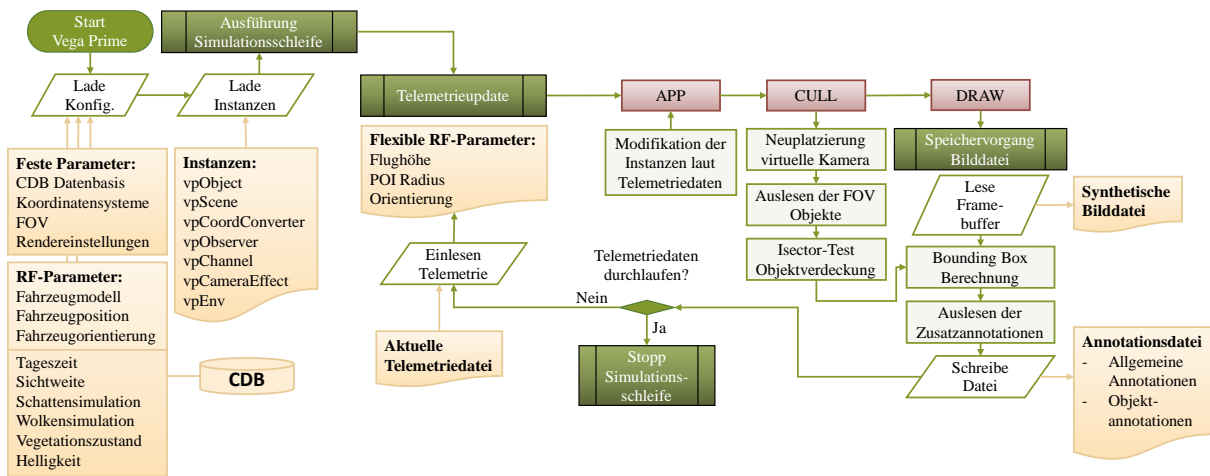 Start
Vega Prime
Lade
Konfig.
Feste Parameter:
CDB Datenbasis
Koordinatensysteme
FOV
Rendereinstellungen
RF-Parameter:
Fahrzeugmodell
Fahrzeugposition
Fahrzeugorientierung
Tageszeit
Sichtweite
Schattensimulation
Wolkensimulation
Vegetationszustand
Helligkeit
CDB
Ausführung
Simulationsschleife
Lade
Instanzen
Instanzen:
vpObject
vpScene
vpCoordConverter
vpObserver
vpChannel
vpCameraEffect
vpEnv
Telemetrieupdate
Flexible RF-Parameter:
Flughöhe
POI Radius
Orientierung
Einlesen
Telemetrie
Aktuelle
Telemetriedatei
APP
Modifikation der
Instanzen laut
Telemetriedaten
CULL
Neuplatzierung
virtuelle Kamera
Auslesen der FOV
Objekte
Isector-Test
Objektverdeckung
DRAW
Speichervorgang
Bilddatei
Lese
Frame-
buffer
Synthetische
Bilddatei
Bounding Box
Berechnung
Auslesen der
Zusatzannotationen
Schreibe
Datei
Annotationsdatei
- Allgemeine
Annotationen
- Objekt-
annotationen
Telemetriedaten
durchlaufen?
Nein
Ja
Stopp
Simulations-
schleife